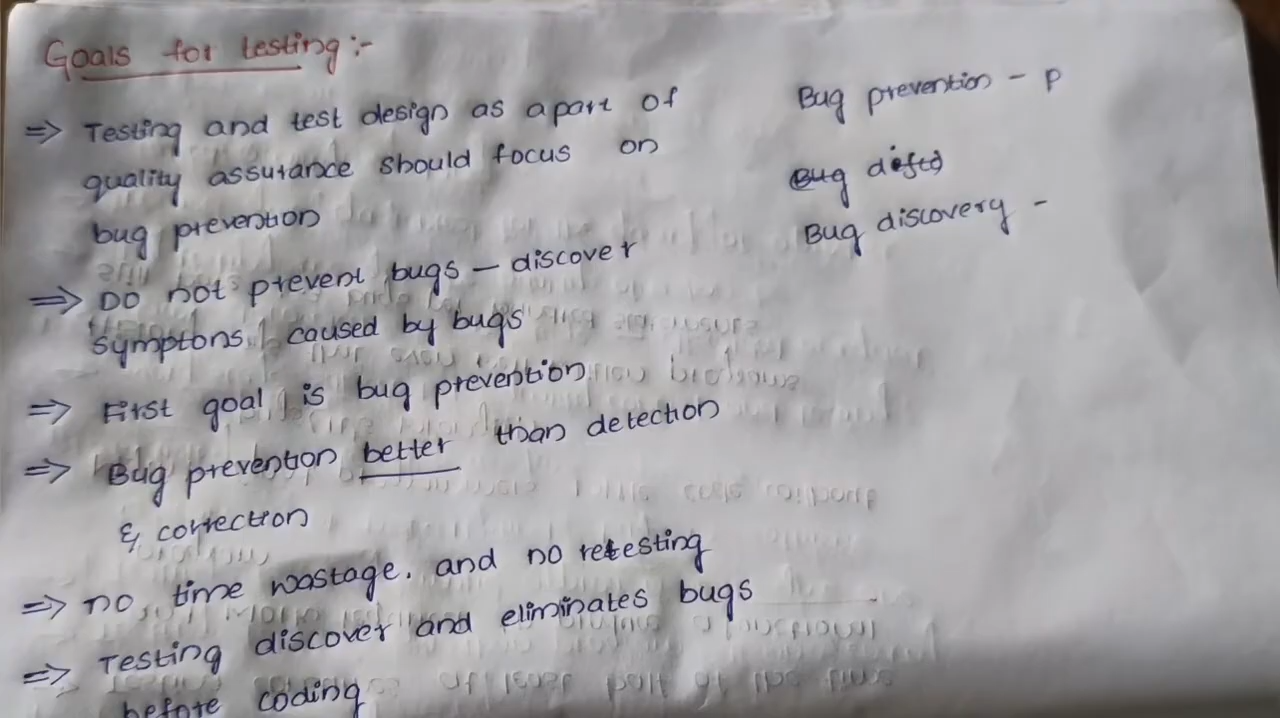 Goals for testing :-
=> Testing and test design as a part of
quality assurance should focus on
bug prevention
=> Do not prevent bugs - discover
symptons caused by bugs
=> First goal is bug prevention
=> Bug prevention better than detection
& correction
=> no time wastage. and no retesting
=> Testing discover and eliminates bugs
before coding
Bug prevention - P
Bug
Bug discovery -